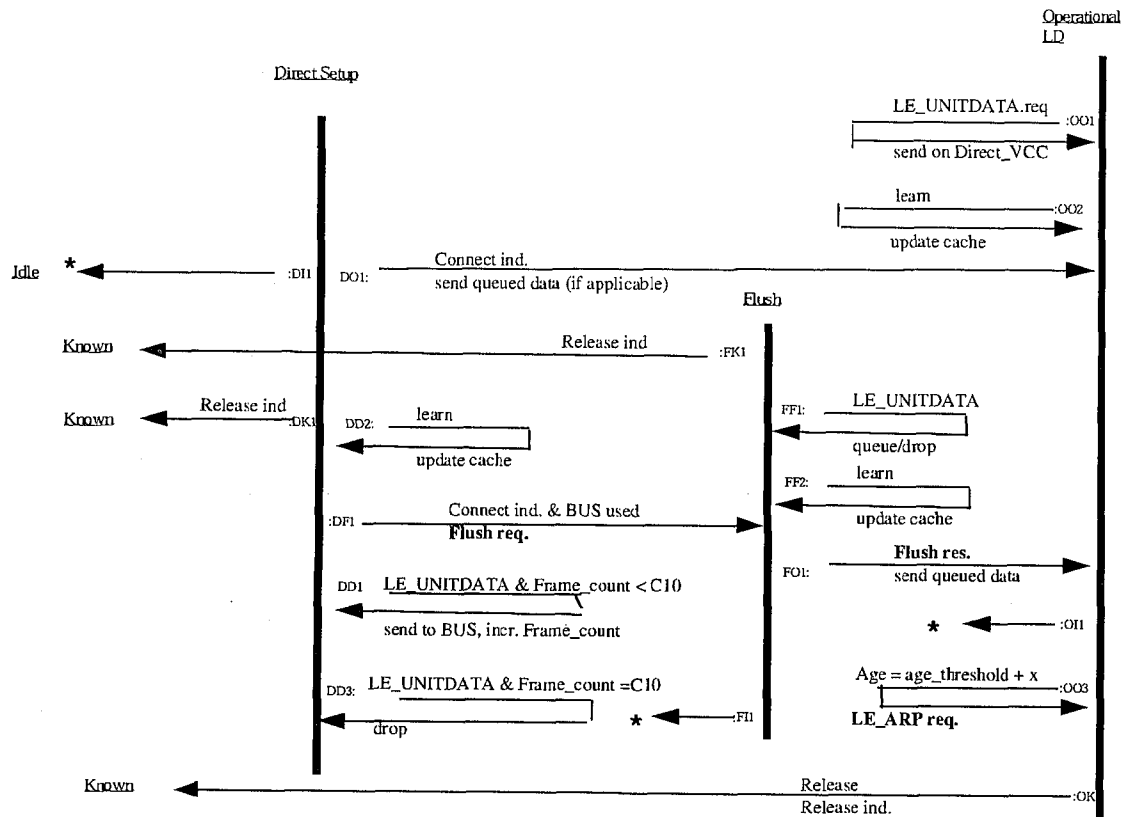 Operational
LD
Direct Setup
LE_UNITDATA.req
:OO1
send on Direct_VCC
learn
:OO2
update cache
Idle
*
:DI1
DO1:
Connect ind.
send queued data (if applicable)
Flush
Known
Release ind
:FK1
Known
Release ind
:DK1
DD2:
learn
update cache
FF1:
LE_UNITDATA
queue/drop
FF2:
learn
update cache
:DF1
Connect ind. & BUS used
Flush req.
FO1:
Flush res.
send queued data
DD1
LE_UNITDATA & Frame_count < C10
send to BUS, incr. Frame_count
*
:OI1
DD3:
LE_UNITDATA & Frame_count =C10
drop
*
:FI1
Age = age_threshold + x
:OO3
LE_ARP req.
Known
Release
Release ind.
:OK